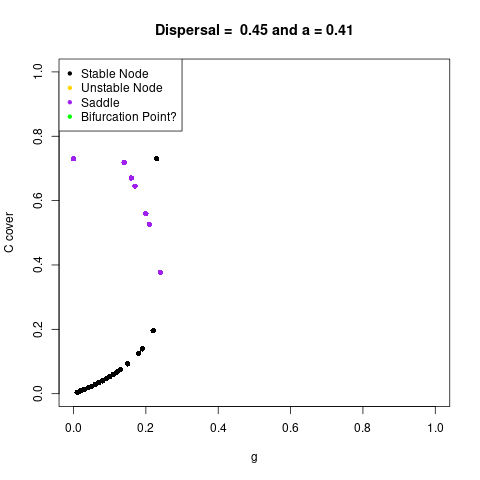 Dispersal =  0.45 and a = 0.41
Stable Node
Unstable Node
Saddle
Bifurcation Point?
C cover
1.0
0.8
0.6
0.4
0.2
0.0
0.0 0.2 0.4 0.6 0.8 1.0
g